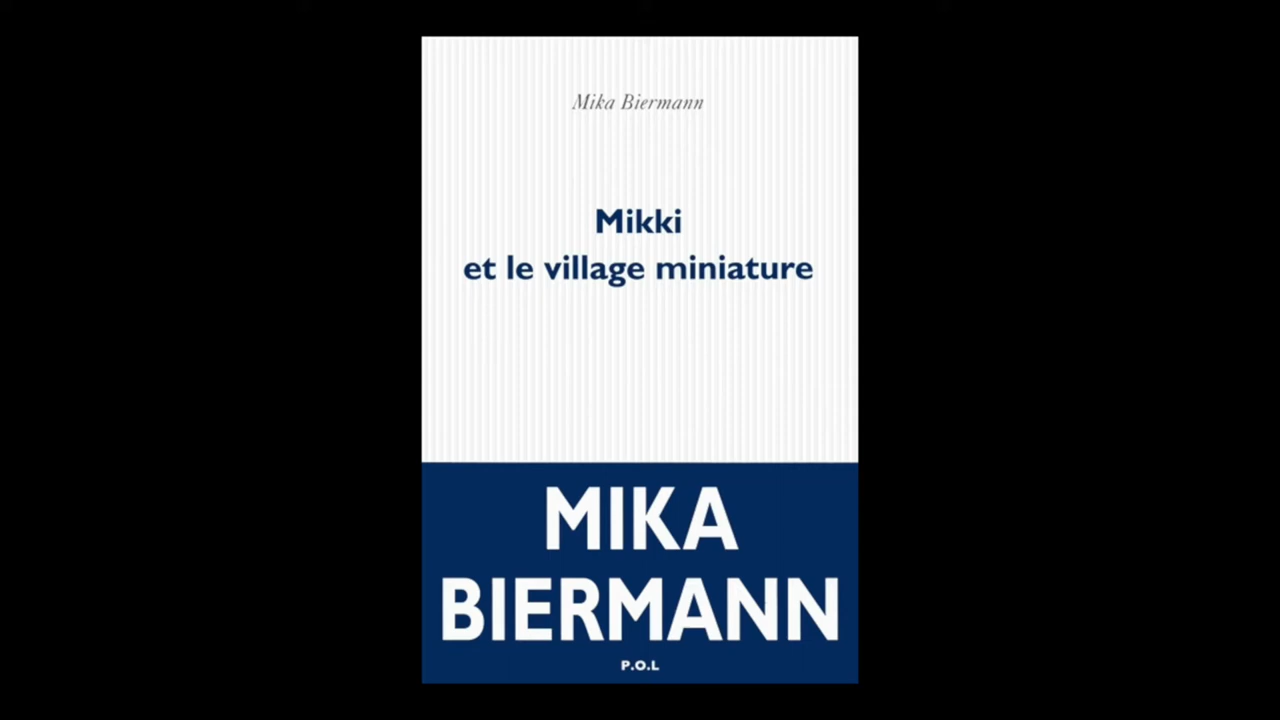 Mika Biermann
Mikki
et le village miniature
MIKA
BIERMANN
P.O.L